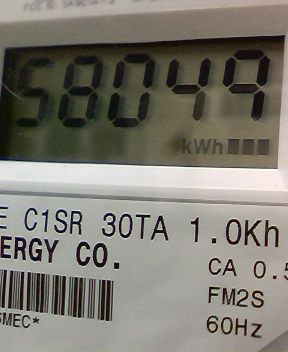 58049
kWh
E C1SR 30TA 1.0Kh
ERGY CO.
CA 0.5
FM2S
SMEC*
60Hz